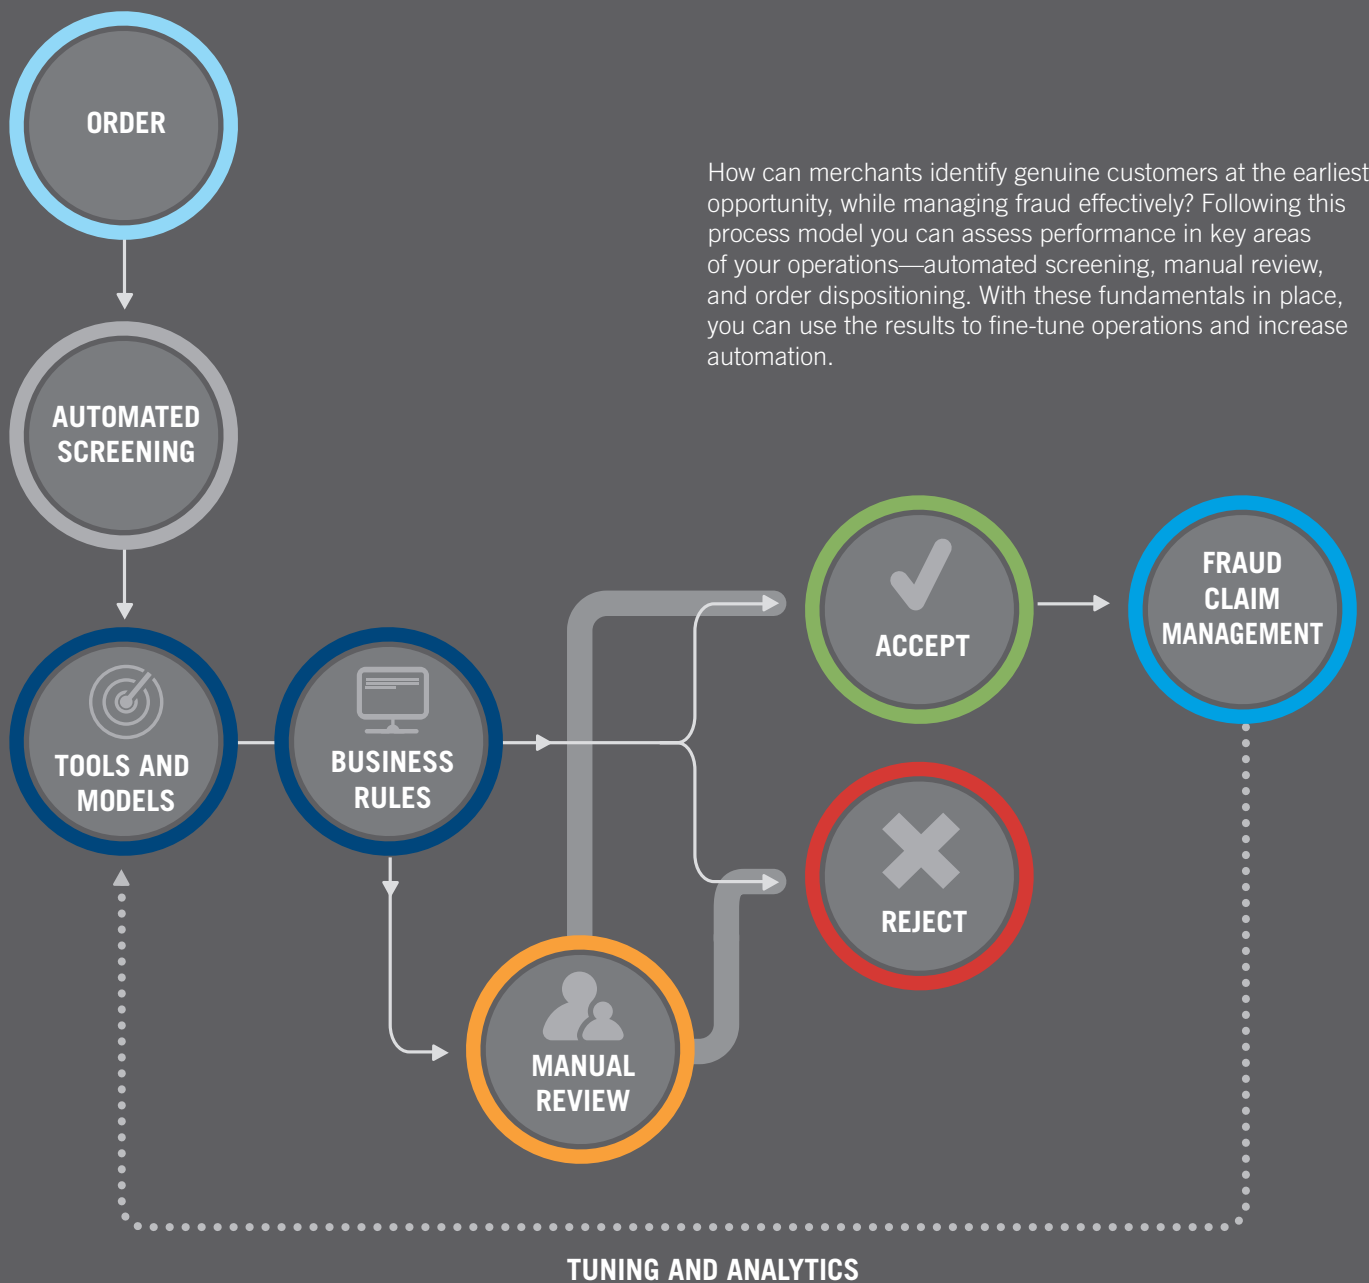 ORDER
How can merchants identify genuine customers at the earliest
opportunity, while managing fraud effectively? Following this
process model you can assess performance in key areas
of your operations—automated screening, manual review,
and order dispositioning. With these fundamentals in place,
you can use the results to fine-tune operations and increase
automation.
AUTOMATED
SCREENING
TOOLS AND
MODELS
BUSINESS
RULES
ACCEPT
FRAUD
CLAIM
MANAGEMENT
REJECT
MANUAL
REVIEW
TUNING AND ANALYTICS